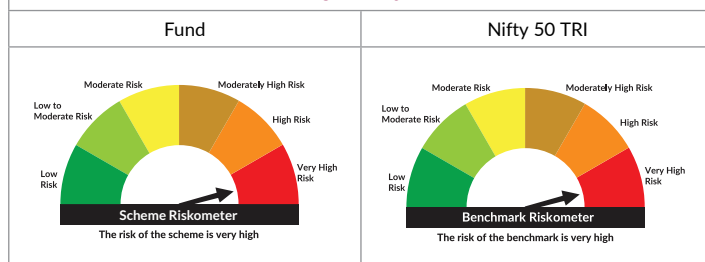 Fund
Nifty 50 TRI
Moderate Risk
Moderately High Risk
Low to
Moderate Risk
High Risk
Low
Risk
Very High
Risk
Scheme Riskometer
The risk of the scheme is very high
Moderate Risk
Moderately High Risk
Low to
Moderate Risk
High Risk
Low
Risk
Very High
Risk
Benchmark Riskometer
The risk of the benchmark is very high